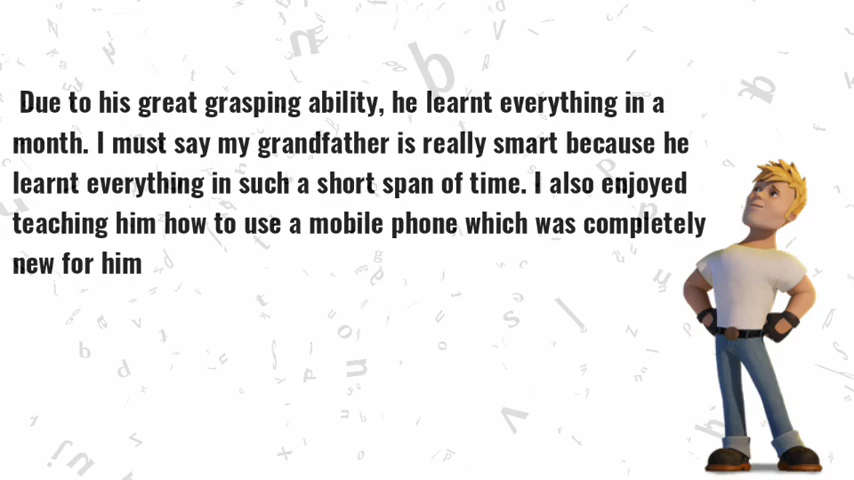 Due to his great grasping ability, he learnt everything in a
month. I must say my grandfather is really smart because he
learnt everything in such a short span of time. I also enjoyed
teaching him how to use a mobile phone which was completely
new for him